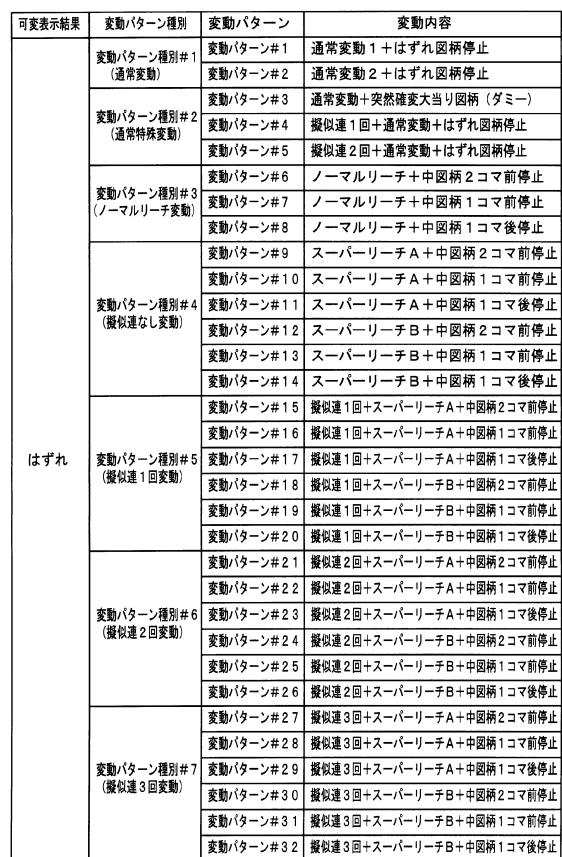 可変表示結果 変動パターン種別 変動パターン 変動内容
はずれ
変動パターン種別#1
(通常変動)
変動パターン#1 通常変動1+はずれ図柄停止
変動パターン#2 通常変動2+はずれ図柄停止
変動パターン種別#2
(通常特殊変動)
変動パターン#3 通常変動+突然確変大当り図柄(ダミー)
変動パターン#4 擬似連1回+通常変動+はずれ図柄停止
変動パターン#5 擬似連2回+通常変動+はずれ図柄停止
変動パターン種別#3
(ノーマルリーチ変動)
変動パターン#6 ノーマルリーチ+中図柄2コマ前停止
変動パターン#7 ノーマルリーチ+中図柄1コマ前停止
変動パターン#8 ノーマルリーチ+中図柄1コマ後停止
変動パターン種別#4
(擬似連なし変動)
変動パターン#9 スーパーリーチA+中図柄2コマ前停止
変動パターン#10 スーパーリーチA+中図柄1コマ前停止
変動パターン#11 スーパーリーチA+中図柄1コマ後停止
変動パターン#12 スーパーリーチB+中図柄2コマ前停止
変動パターン#13 スーパーリーチB+中図柄1コマ前停止
変動パターン#14 スーパーリーチB+中図柄1コマ後停止
変動パターン種別#5
(擬似連1回変動)
変動パターン#15 擬似連1回+スーパーリーチA+中図柄2コマ前停止
変動パターン#16 擬似連1回+スーパーリーチA+中図柄1コマ前停止
変動パターン#17 擬似連1回+スーパーリーチA+中図柄1コマ後停止
変動パターン#18 擬似連1回+スーパーリーチB+中図柄2コマ前停止
変動パターン#19 擬似連1回+スーパーリーチB+中図柄1コマ前停止
変動パターン#20 擬似連1回+スーパーリーチB+中図柄1コマ後停止
変動パターン種別#6
(擬似連2回変動)
変動パターン#21 擬似連2回+スーパーリーチA+中図柄2コマ前停止
変動パターン#22 擬似連2回+スーパーリーチA+中図柄1コマ前停止
変動パターン#23 擬似連2回+スーパーリーチA+中図柄1コマ後停止
変動パターン#24 擬似連2回+スーパーリーチB+中図柄2コマ前停止
変動パターン#25 擬似連2回+スーパーリーチB+中図柄1コマ前停止
変動パターン#26 擬似連2回+スーパーリーチB+中図柄1コマ後停止
変動パターン種別#7
(擬似連3回変動)
変動パターン#27 擬似連3回+スーパーリーチA+中図柄2コマ前停止
変動パターン#28 擬似連3回+スーパーリーチA+中図柄1コマ前停止
変動パターン#29 擬似連3回+スーパーリーチA+中図柄1コマ後停止
変動パターン#30 擬似連3回+スーパーリーチB+中図柄2コマ前停止
変動パターン#31 擬似連3回+スーパーリーチB+中図柄1コマ前停止
変動パターン#32 擬似連3回+スーパーリーチB+中図柄1コマ後停止